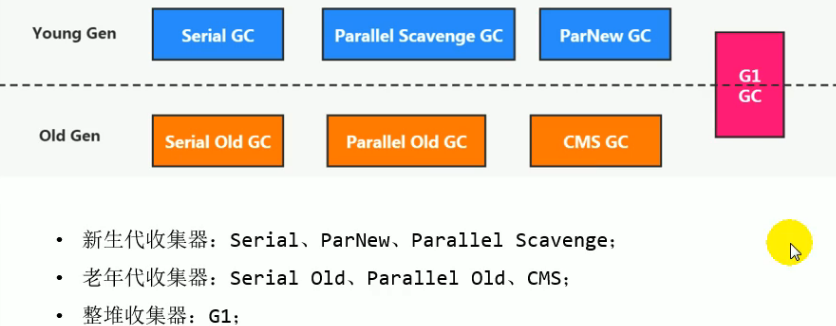 Young Gen
Serial GC
Parallel Scavenge GC
ParNew GC
G1
GC
Old Gen
Serial Old GC
Parallel Old GC
CMS GC
• 新生代收集器：Serial、ParNew、Parallel Scavenge；
• 老年代收集器：Serial Old、Parallel Old、CMS；
• 整堆收集器：G1；